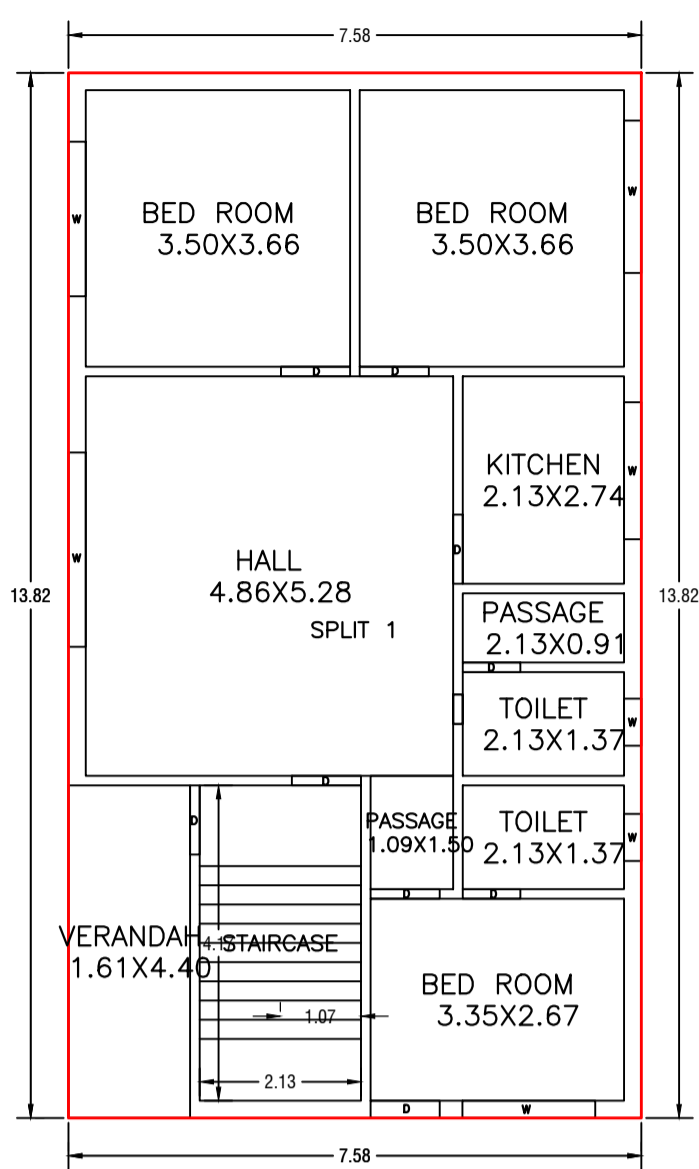 7.58
BED ROOM
3.50X3.66
BED ROOM
3.50X3.66
W
W
D
D
KITCHEN
2.13X2.74
W
W
D
HALL
4.86X5.28
SPLIT 1
13.82
13.82
PASSAGE
2.13X0.91
D
TOILET
2.13X1.37
W
D
D
PASSAGE
1.09X1.50
TOILET
2.13X1.37
W
D
D
VERANDAH
1.61X4.40
STAIRCASE
BED ROOM
3.35X2.67
1.07
2.13
D
W
7.58